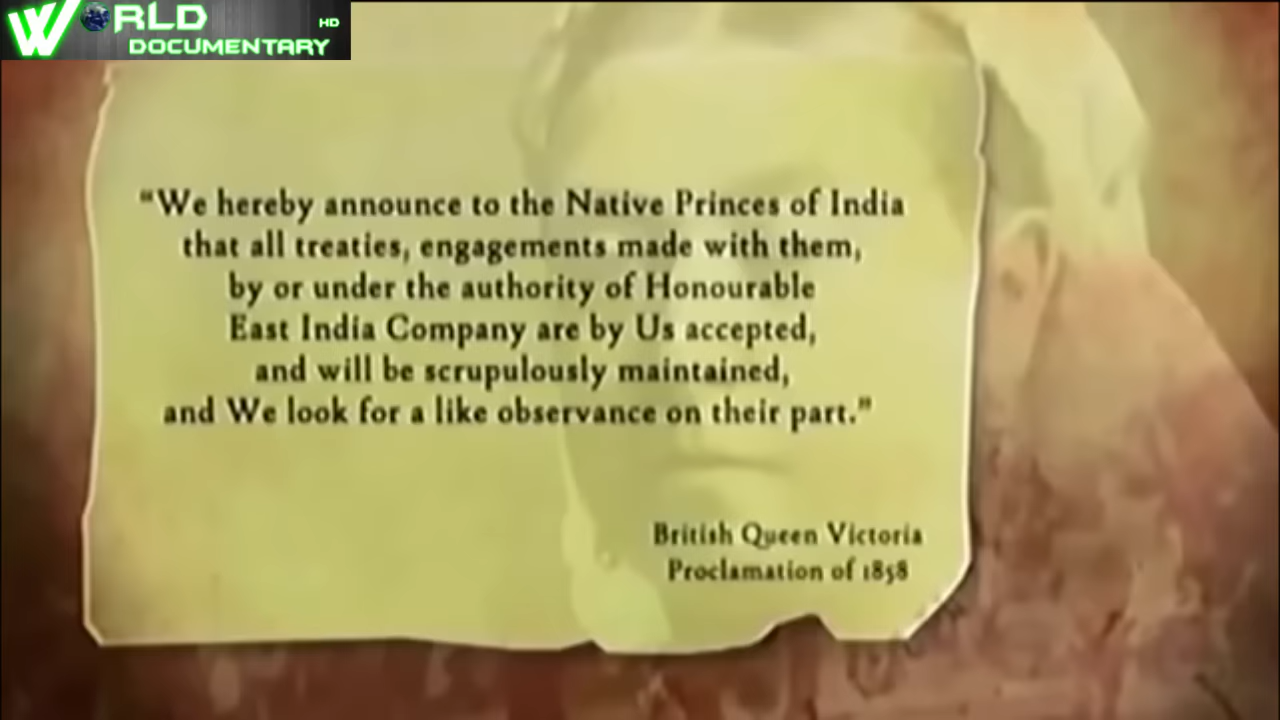 WORLD HD
DOCUMENTARY
“We hereby announce to the Native Princes of India
that all treaties, engagements made with them,
by or under the authority of Honourable
East India Company are by Us accepted,
and will be scrupulously maintained,
and We look for a like observance on their part.”
British Queen Victoria
Proclamation of 1858